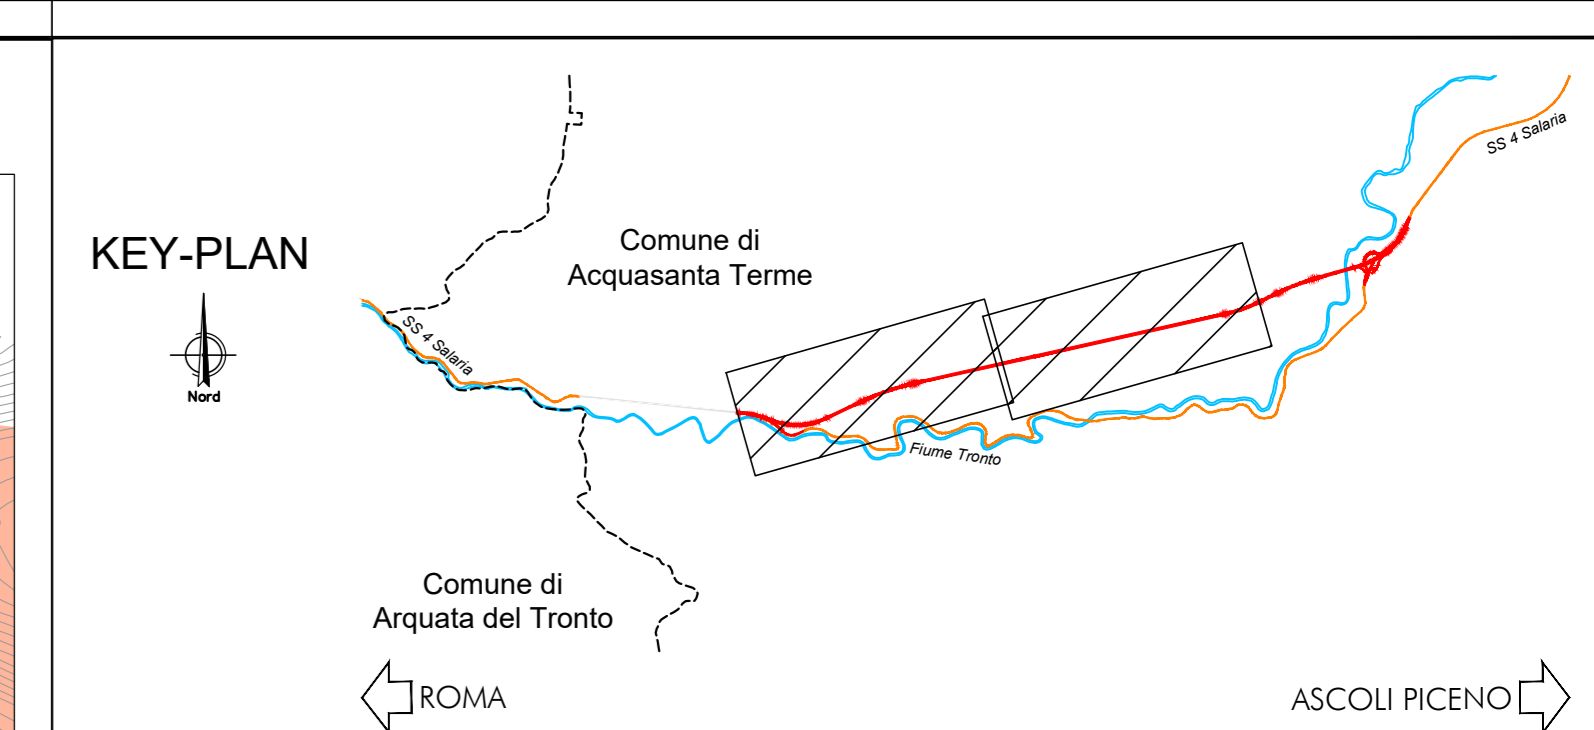 SS 4 Salaria
KEY-PLAN
Comune di
Acquasanta Terme
Nord
SS 4 Salaria
Fiume Tronto
Comune di
Arquata del Tronto
ROMA
ASCOLI PICENO